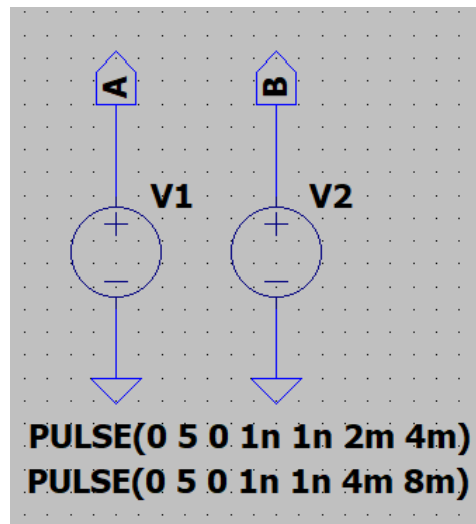 A B
V1 V2
PULSE(0 5 0 1n 1n 2m 4m)
PULSE(0 5 0 1n 1n 4m 8m)